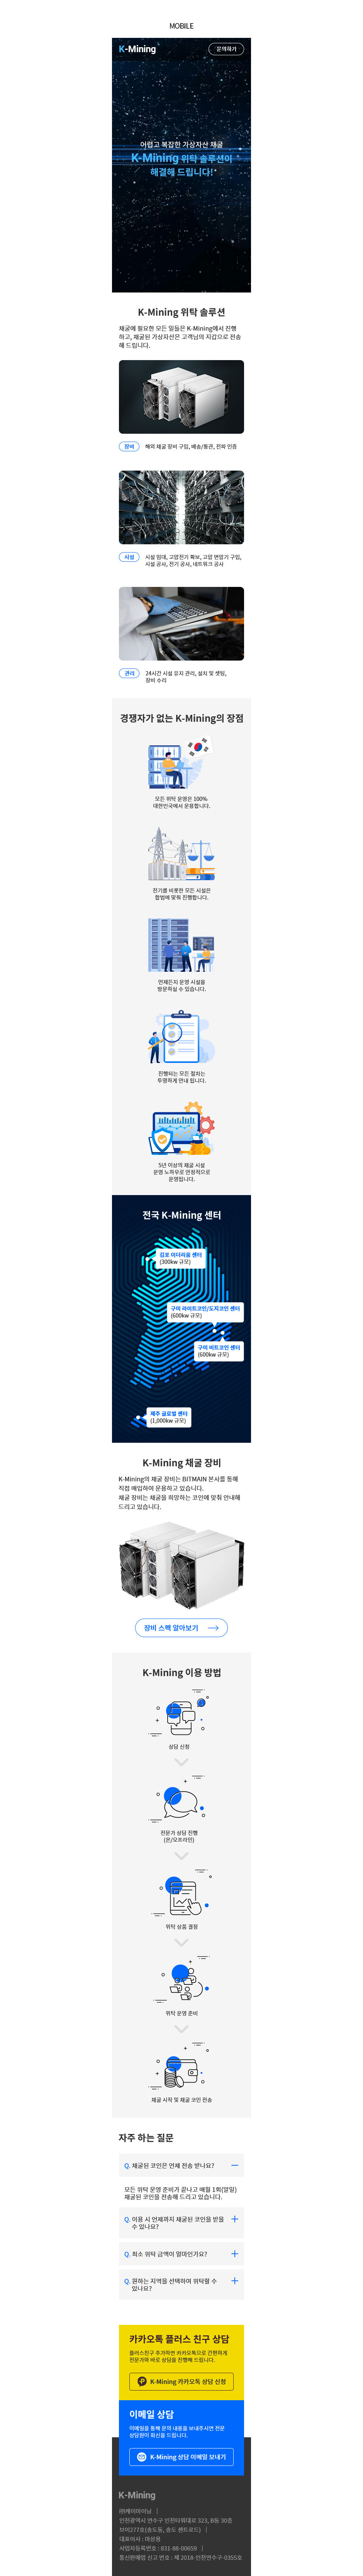 MOBILE
K-Mining
문의하기
어렵고 복잡한 가상자산 채굴
K-Mining 위탁 솔루션이
해결해 드립니다!
K-Mining 위탁 솔루션
채굴에 필요한 모든 일들은 K-Mining에서 진행
하고, 채굴된 가상자산은 고객님의 지갑으로 전송
해 드립니다.
장비
해외 채굴 장비 구입, 배송/통관, 전파 인증
시설
시설 임대, 고압전기 확보, 고압 변압기 구입,
시설 공사, 전기 공사, 네트워크 공사
관리
24시간 시설 유지 관리, 설치 및 셋팅,
장비 수리
경쟁자가 없는 K-Mining의 장점
모든 위탁 운영은 100%
대한민국에서 운용합니다.
전기를 비롯한 모든 시설은
합법에 맞춰 진행합니다.
언제든지 운영 시설을
방문하실 수 있습니다.
진행되는 모든 절차는
투명하게 안내 됩니다.
5년 이상의 채굴 시설
운영 노하우로 안정적으로
운영됩니다.
전국 K-Mining 센터
김포 이더리움 센터
(300kw 규모)
구미 라이트코인/도지코인 센터
(600kw 규모)
구미 비트코인 센터
(600kw 규모)
제주 글로벌 센터
(1,000kw 규모)
K-Mining 채굴 장비
K-Mining의 채굴 장비는 BITMAIN 본사를 통해
직접 매입하여 운용하고 있습니다.
채굴 장비는 채굴을 희망하는 코인에 맞춰 안내해
드리고 있습니다.
장비 스펙 알아보기
K-Mining 이용 방법
상담 신청
전문가 상담 진행
(온/오프라인)
위탁 상품 결정
위탁 운영 준비
채굴 시작 및 채굴 코인 전송
자주 하는 질문
Q. 채굴된 코인은 언제 전송 받나요?
모든 위탁 운영 준비가 끝나고 매월 1회(말일)
채굴된 코인을 전송해 드리고 있습니다.
Q. 이용 시 언제까지 채굴된 코인을 받을
수 있나요?
Q. 최소 위탁 금액이 얼마인가요?
Q. 원하는 지역을 선택하여 위탁할 수
있나요?
카카오톡 플러스 친구 상담
플러스친구 추가하면 카카오톡으로 간편하게
전문가와 바로 상담을 진행해 드립니다.
K-Mining 카카오톡 상담 신청
이메일 상담
이메일을 통해 문의 내용을 보내주시면 전문
상담원이 회신을 드립니다.
K-Mining 상담 이메일 보내기
K-Mining
㈜케이마이닝 |
인천광역시 연수구 인천타워대로 323, B동 30층
브이277호(송도동, 송도 센트로드) |
대표이사 : 마상용
사업자등록번호 : 831-88-00659 |
통신판매업 신고 번호 : 제 2018-인천연수구-0355호